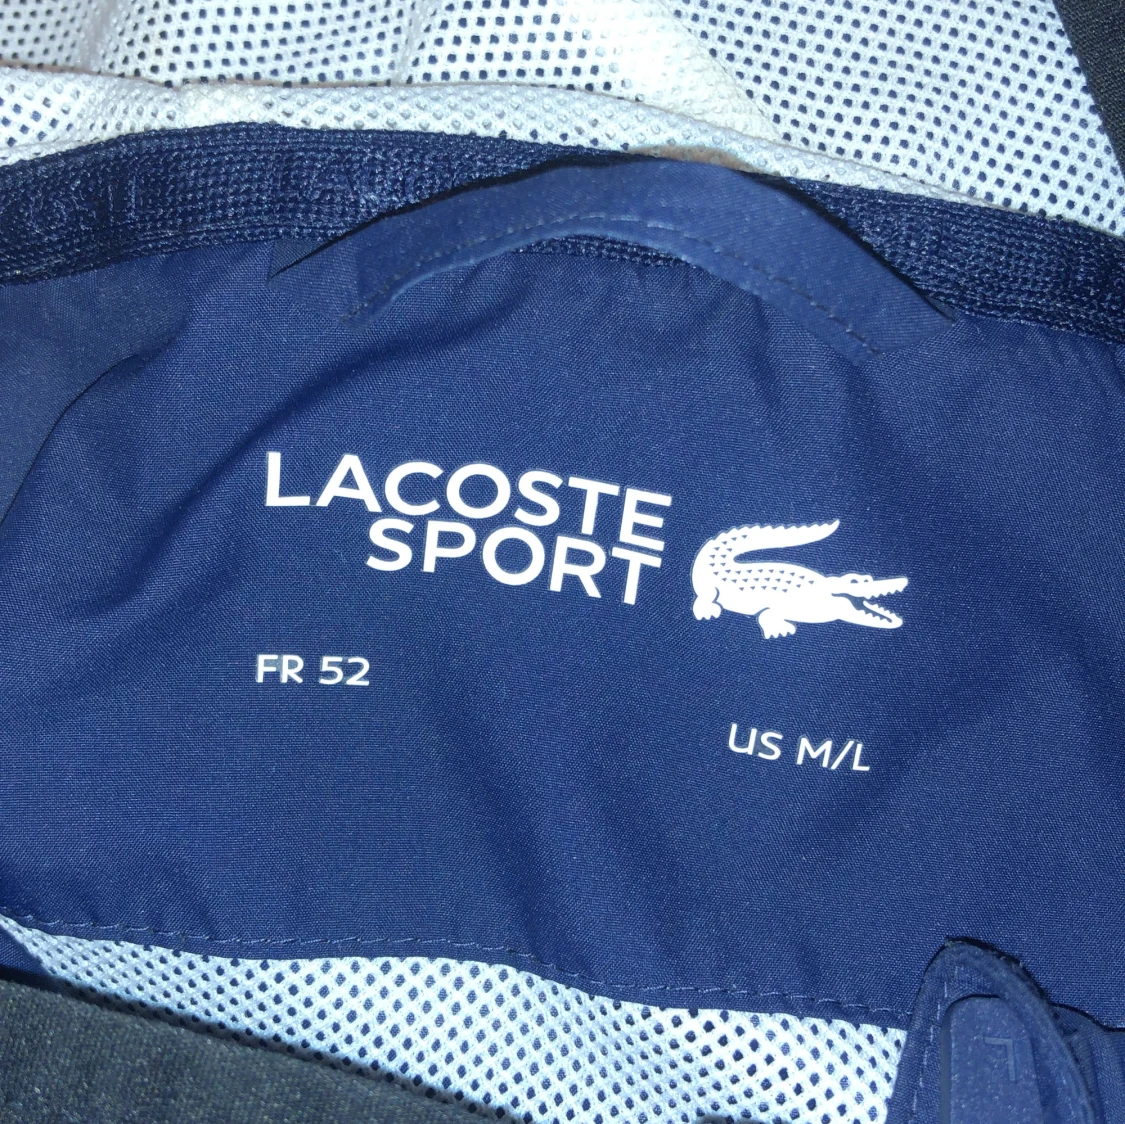 LACOSTE
SPORT
FR 52
US M/L